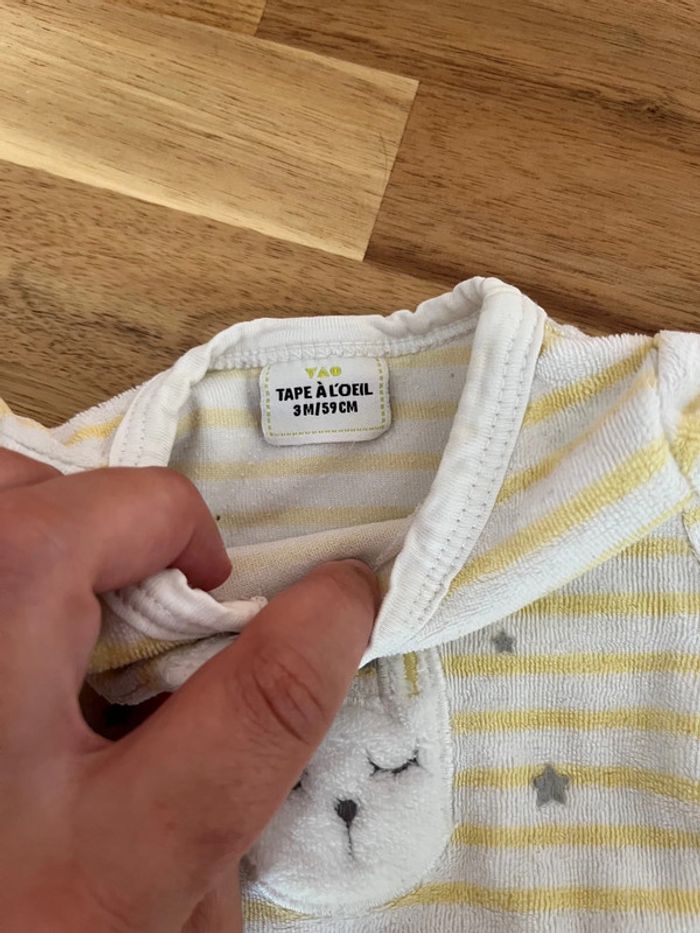 TAO
TAPE À L'OEIL
3M/59CM